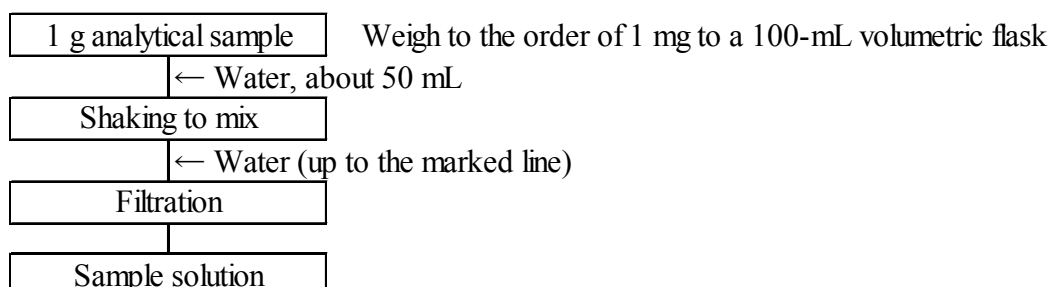 1 g analytical sample Weigh to the order of 1 mg to a 100-mL volumetric flask
← Water, about 50 mL
Shaking to mix
← Water (up to the marked line)
Filtration
Sample solution